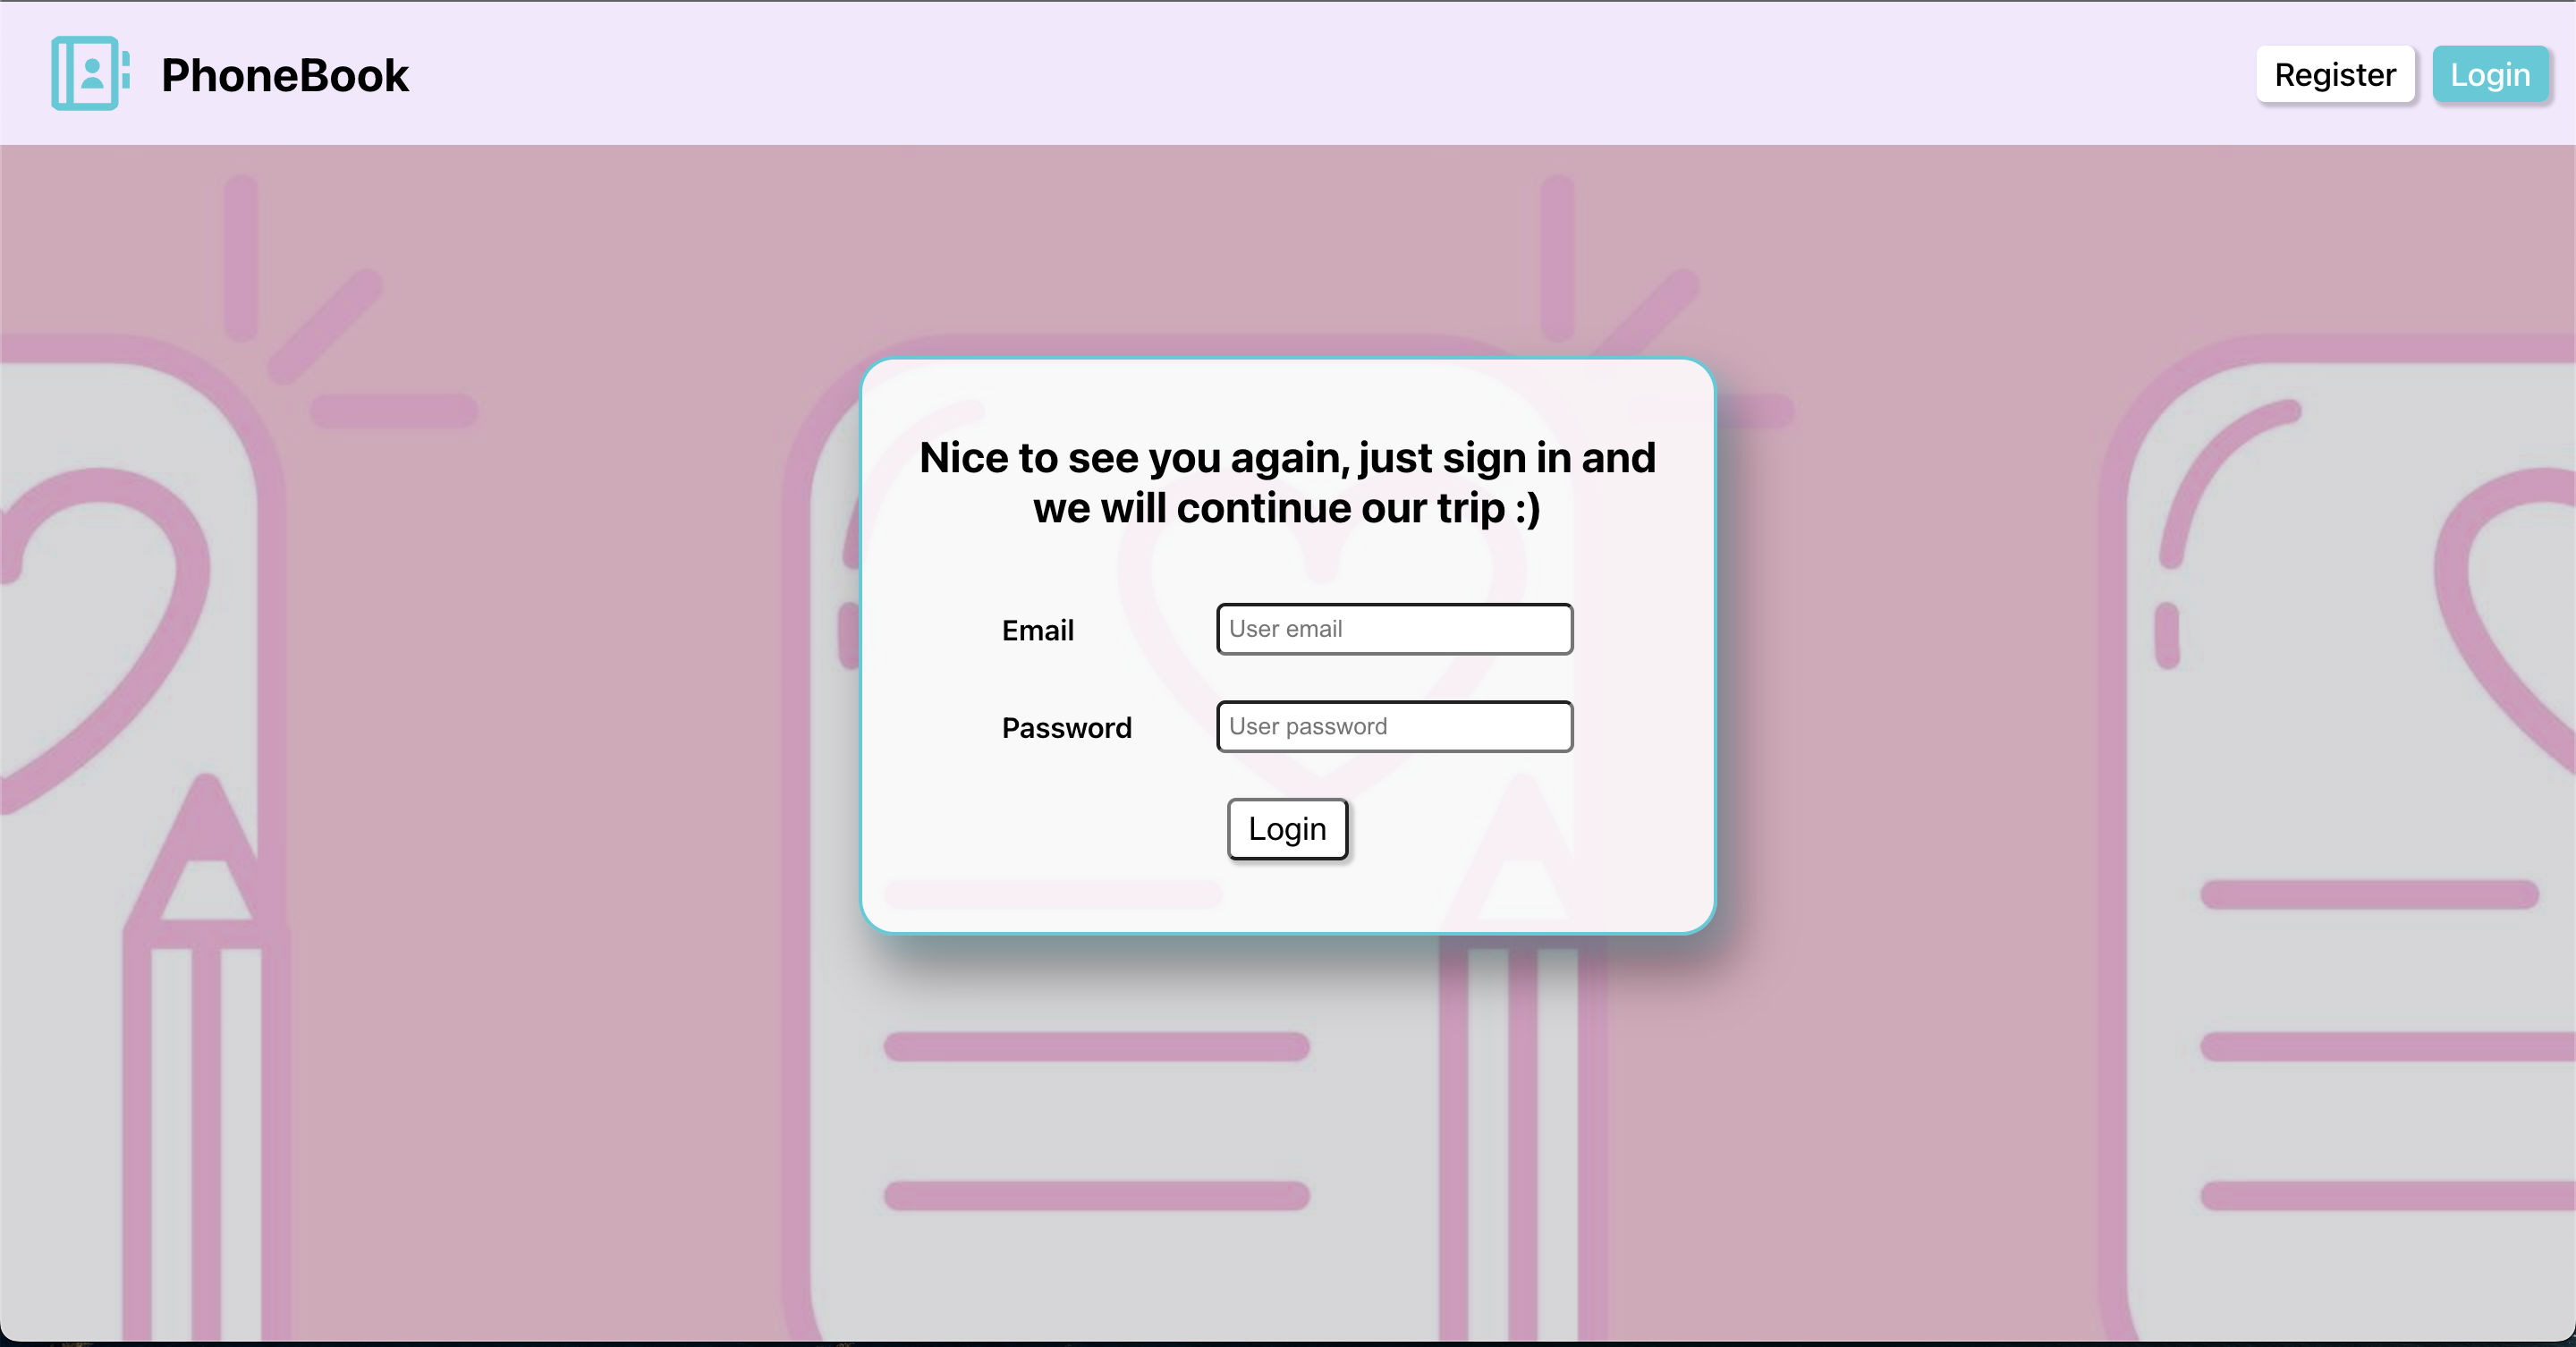 PhoneBook
Register
Login
Nice to see you again, just sign in and
we will continue our trip :)
Email
User email
Password
User password
Login